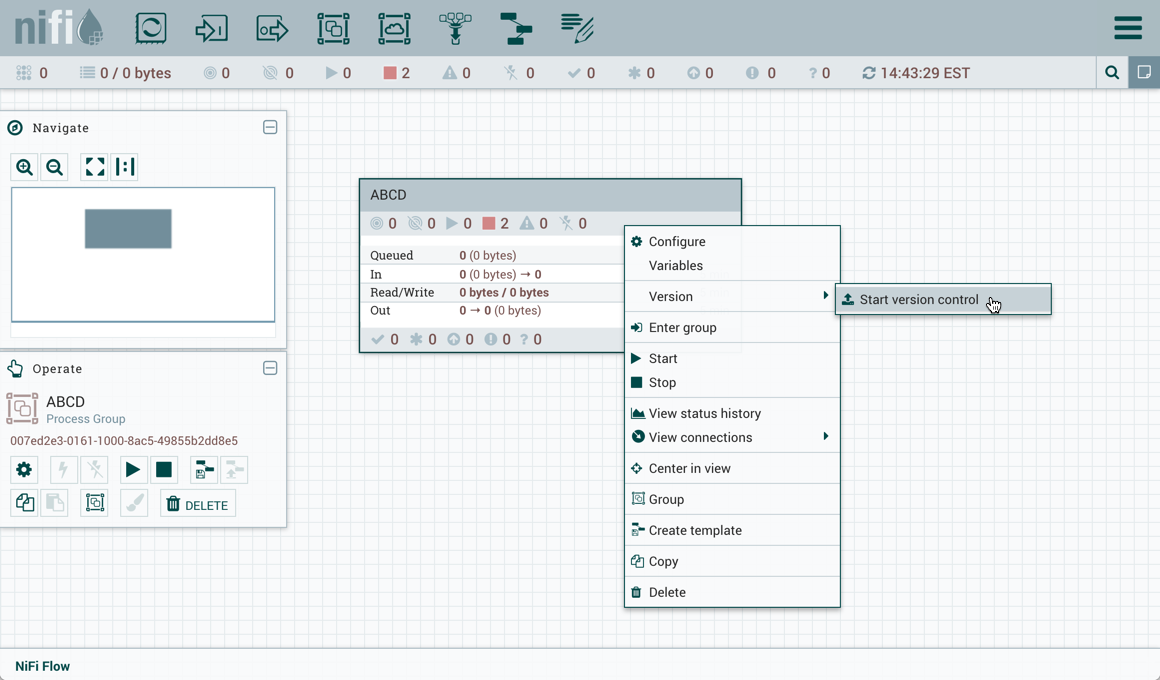 nifi
0 0 / 0 bytes 0 0 0 2 0 0 0 0 0 0 ? 0 14:43:29 EST
Navigate
ABCD
0 0 0 2 0 0
Queued 0 (0 bytes)
In 0 (0 bytes) → 0
Read/Write 0 bytes / 0 bytes
Out 0 → 0 (0 bytes)
0 0 0 0 ? 0
Configure
Variables
Version
Start version control
Enter group
Start
Stop
View status history
View connections
Center in view
Group
Create template
Copy
Delete
Operate
ABCD
Process Group
007ed2e3-0161-1000-8ac5-49855b2dd8e5
DELETE
NiFi Flow